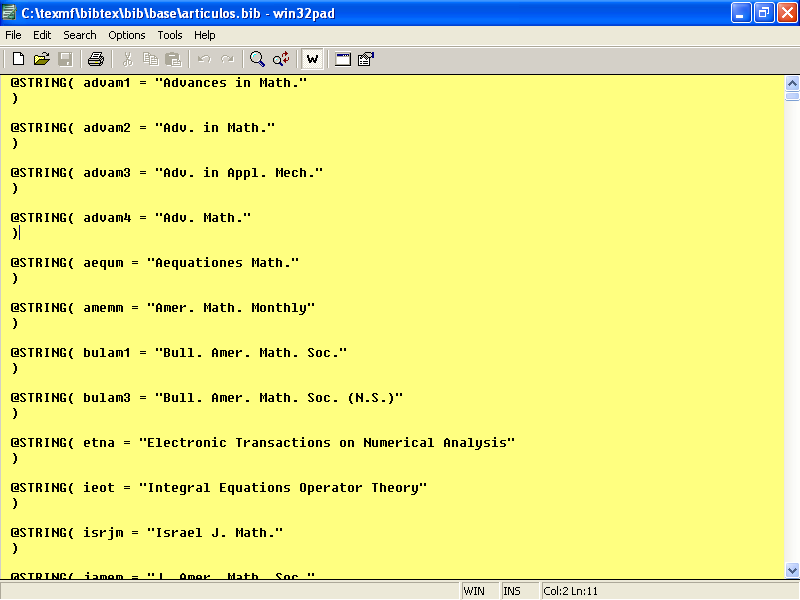 C:\texmf\bibtex\bib\base\articulos.bib - win32pad
File Edit Search Options Tools Help
W
@STRING( advam1 = "Advances in Math."
)
@STRING( advam2 = "Adv. in Math."
)
@STRING( advam3 = "Adv. in Appl. Mech."
)
@STRING( advam4 = "Adv. Math."
)
@STRING( aequm = "Aequationes Math."
)
@STRING( amemm = "Amer. Math. Monthly"
)
@STRING( bulam1 = "Bull. Amer. Math. Soc."
)
@STRING( bulam3 = "Bull. Amer. Math. Soc. (N.S.)"
)
@STRING( etna = "Electronic Transactions on Numerical Analysis"
)
@STRING( ieot = "Integral Equations Operator Theory"
)
@STRING( isrjm = "Israel J. Math."
)
@STRING( jamem = "J. Amer. Math. Soc."
WIN INS Col:2 Ln:11